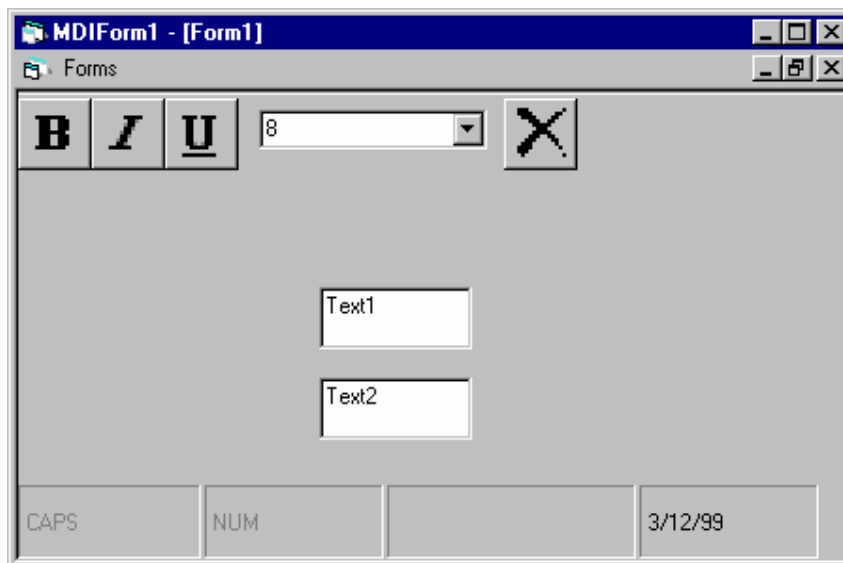 MDIForm1 - [Form1]
Forms
B I U 8
Text1
Text2
CAPS NUM 3/12/99